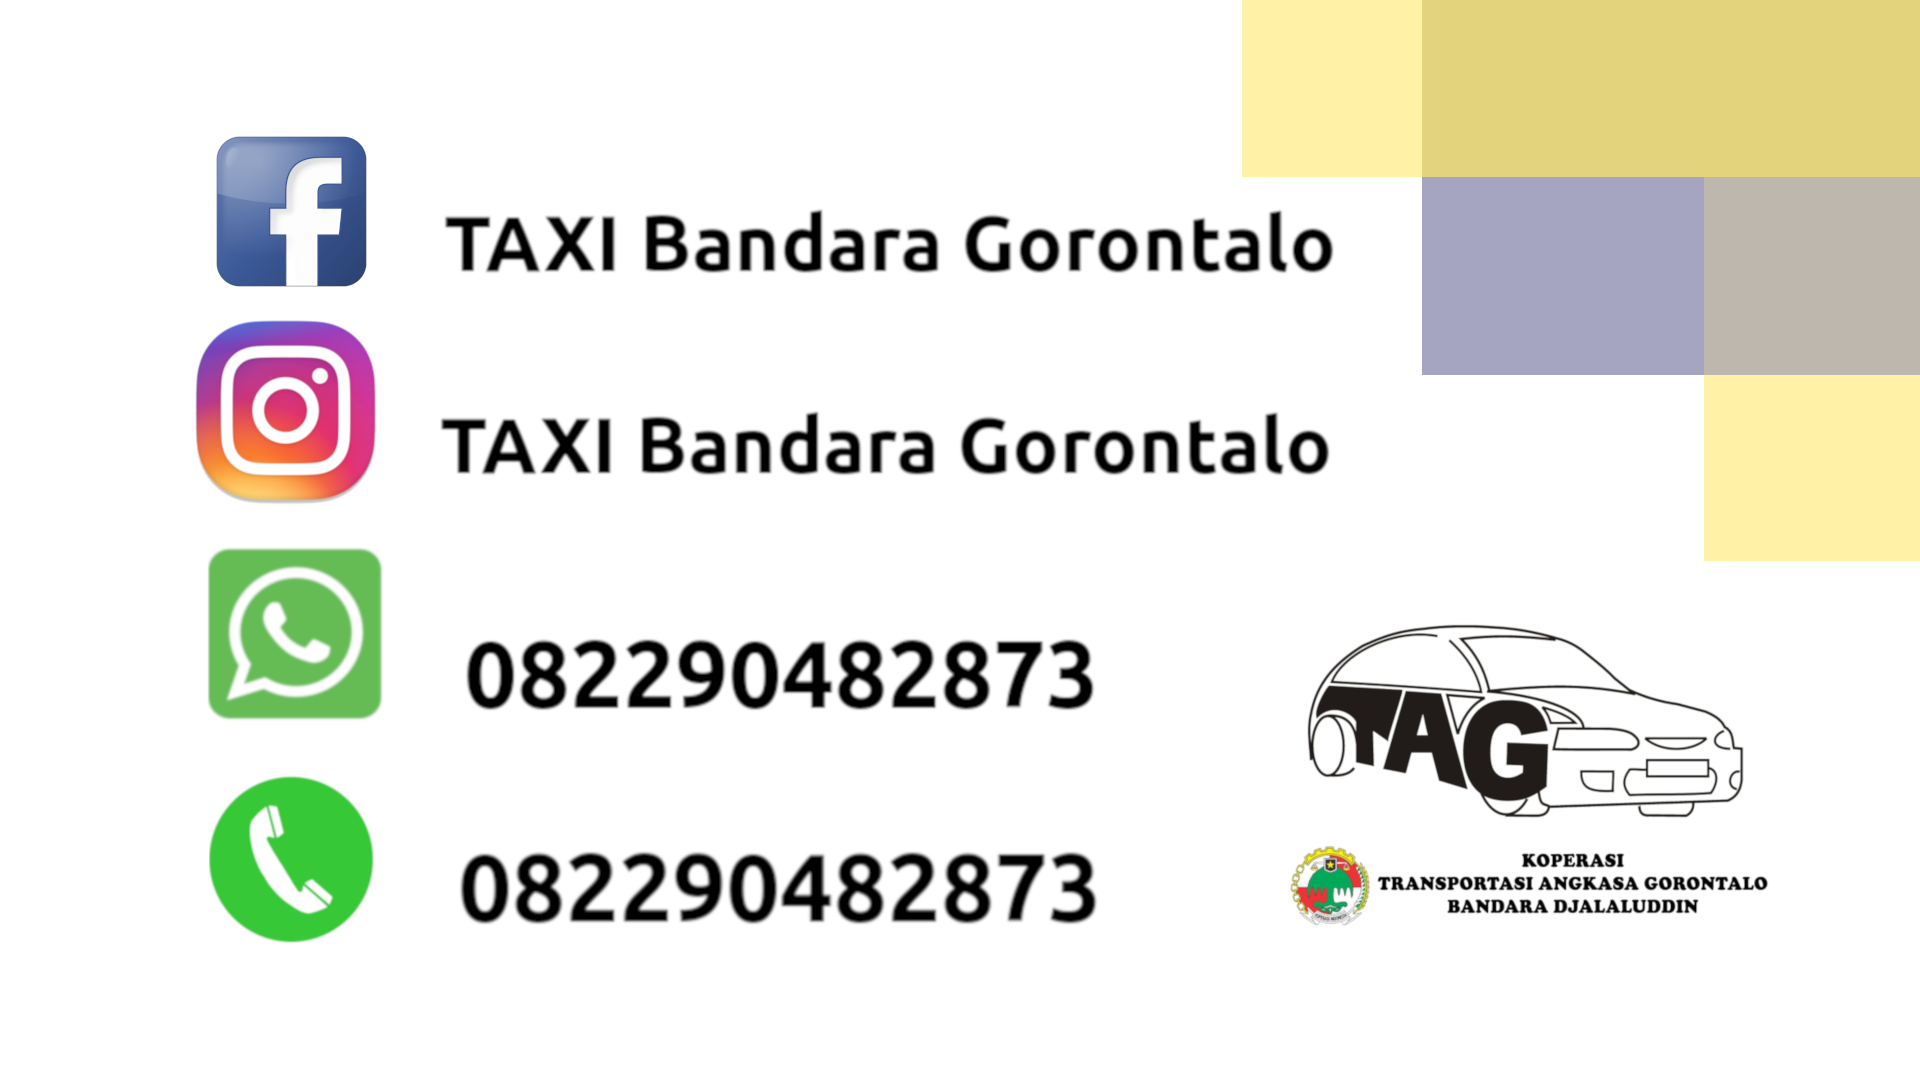 TAXI Bandara Gorontalo
TAXI Bandara Gorontalo
082290482873
082290482873
TAG
KOPERASI
TRANSPORTASI ANGKASA GORONTALO
BANDARA DJALALUDDIN